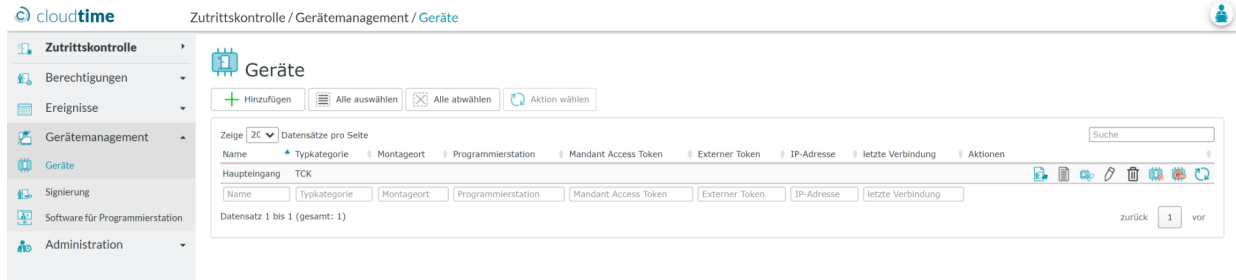 cloudtime
Zutrittskontrolle / Gerätemanagement / Geräte
Zutrittskontrolle
Berechtigungen
Ereignisse
Gerätemanagement
Geräte
Signierung
Software für Programmierstation
Administration
Geräte
Hinzufügen Alle auswählen Alle abwählen Aktion wählen
Zeige 20 Datensätze pro Seite Suche
Name Typkategorie Montageort Programmierstation Mandant Access Token Externer Token IP-Adresse letzte Verbindung Aktionen
Haupteingang TCK
Name Typkategorie Montageort Programmierstation Mandant Access Token Externer Token IP-Adresse letzte Verbindung
Datensatz 1 bis 1 (gesamt: 1) zurück 1 vor